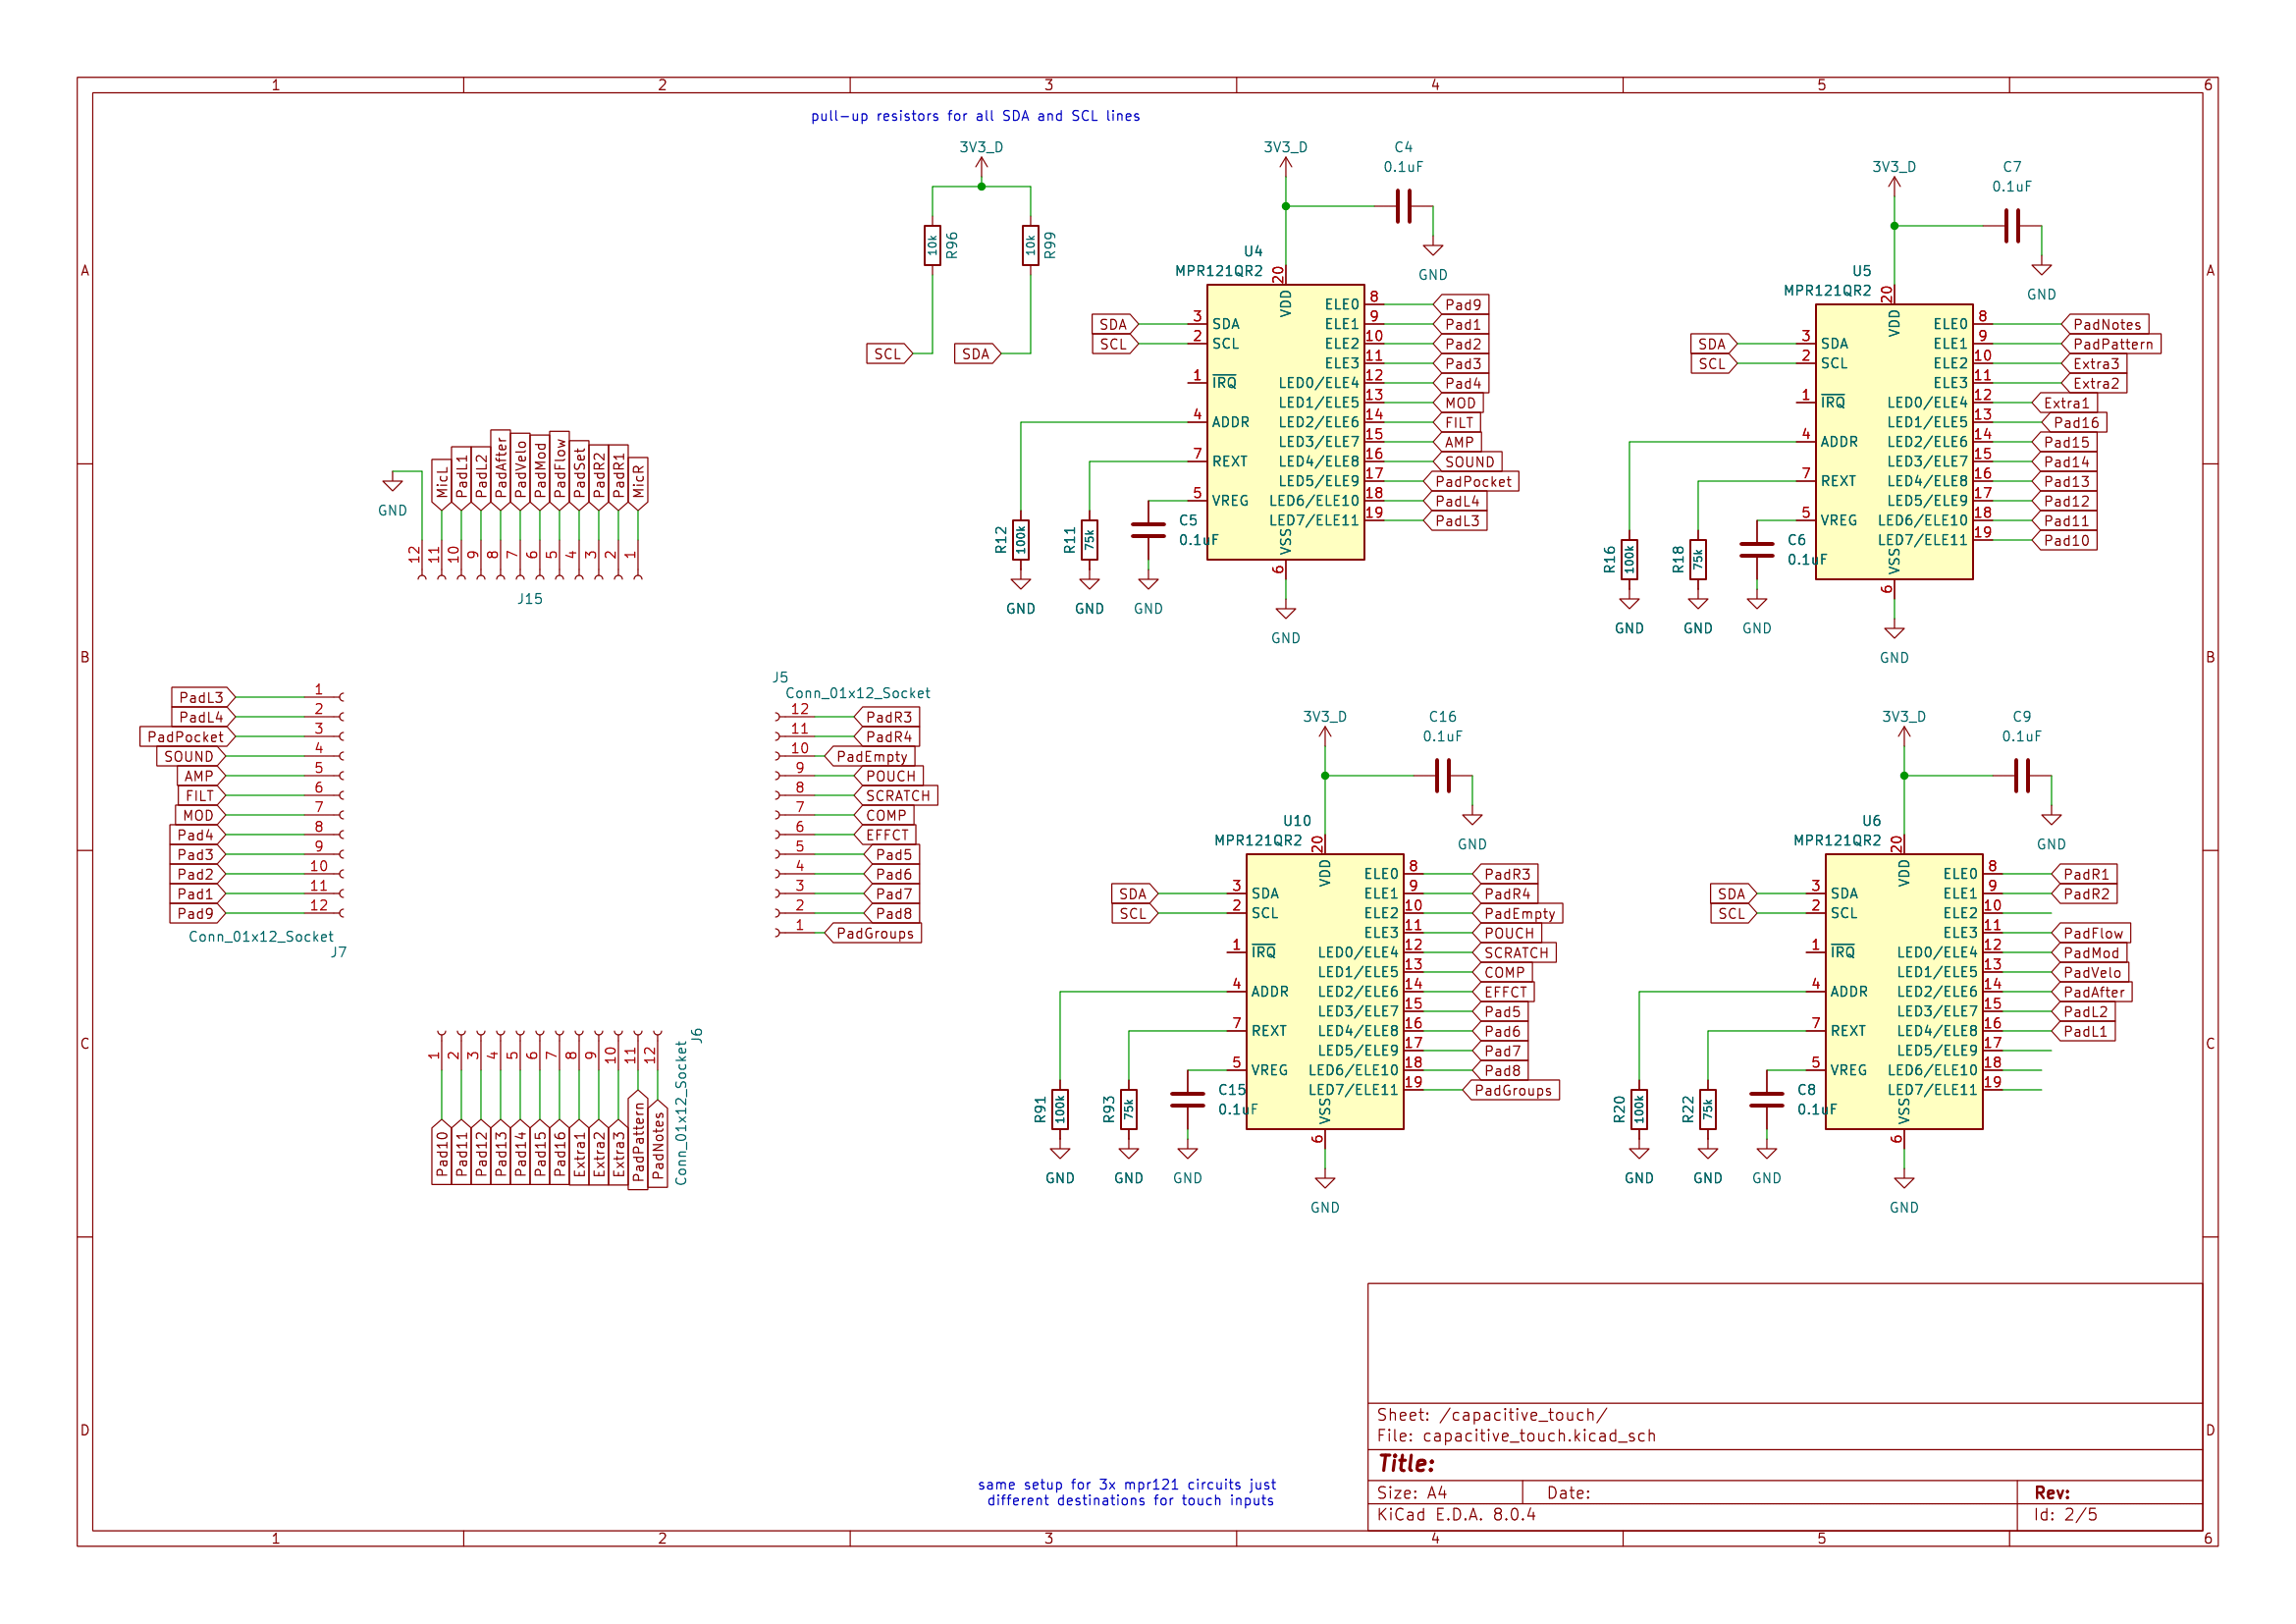 1 2 3 4 5 6
pull-up resistors for all SDA and SCL lines
3V3_D
R96 10k
R99 10k
SCL
SDA
3V3_D
C4
0.1uF
GND
U4
MPR121QR2
20 VDD
SDA 3 SDA
SCL 2 SCL
1 IRQ
4 ADDR
7 REXT
5 VREG
ELE0 8 Pad9
ELE1 9 Pad1
ELE2 10 Pad2
ELE3 11 Pad3
LED0/ELE4 12 Pad4
LED1/ELE5 13 MOD
LED2/ELE6 14 FILT
LED3/ELE7 15 AMP
LED4/ELE8 16 SOUND
LED5/ELE9 17 PadPocket
LED6/ELE10 18 PadL4
LED7/ELE11 19 PadL3
VSS 6
R12 100k
R11 75k
C5
0.1uF
GND
GND
GND
GND
3V3_D
C7
0.1uF
GND
U5
MPR121QR2
20 VDD
SDA 3 SDA
SCL 2 SCL
1 IRQ
4 ADDR
7 REXT
5 VREG
ELE0 8 PadNotes
ELE1 9 PadPattern
ELE2 10 Extra3
ELE3 11 Extra2
LED0/ELE4 12 Extra1
LED1/ELE5 13 Pad16
LED2/ELE6 14 Pad15
LED3/ELE7 15 Pad14
LED4/ELE8 16 Pad13
LED5/ELE9 17 Pad12
LED6/ELE10 18 Pad11
LED7/ELE11 19 Pad10
VSS 6
R16 100k
R18 75k
C6
0.1uF
GND
GND
GND
GND
A A
GND
MicL PadL1 PadL2 PadAfter PadVelo PadMod PadFlow PadSet PadR2 PadR1 MicR
12 11 10 9 8 7 6 5 4 3 2 1
J15
B B
PadL3 1
PadL4 2
PadPocket 3
SOUND 4
AMP 5
FILT 6
MOD 7
Pad4 8
Pad3 9
Pad2 10
Pad1 11
Pad9 12
Conn_01x12_Socket
J7
J5
Conn_01x12_Socket
12 PadR3
11 PadR4
10 PadEmpty
9 POUCH
8 SCRATCH
7 COMP
6 EFFCT
5 Pad5
4 Pad6
3 Pad7
2 Pad8
1 PadGroups
3V3_D
C16
0.1uF
GND
U10
MPR121QR2
20 VDD
SDA 3 SDA
SCL 2 SCL
1 IRQ
4 ADDR
7 REXT
5 VREG
ELE0 8 PadR3
ELE1 9 PadR4
ELE2 10 PadEmpty
ELE3 11 POUCH
LED0/ELE4 12 SCRATCH
LED1/ELE5 13 COMP
LED2/ELE6 14 EFFCT
LED3/ELE7 15 Pad5
LED4/ELE8 16 Pad6
LED5/ELE9 17 Pad7
LED6/ELE10 18 Pad8
LED7/ELE11 19 PadGroups
VSS 6
R91 100k
R93 75k
C15
0.1uF
GND
GND
GND
GND
3V3_D
C9
0.1uF
GND
U6
MPR121QR2
20 VDD
SDA 3 SDA
SCL 2 SCL
1 IRQ
4 ADDR
7 REXT
5 VREG
ELE0 8 PadR1
ELE1 9 PadR2
ELE2 10
ELE3 11 PadFlow
LED0/ELE4 12 PadMod
LED1/ELE5 13 PadVelo
LED2/ELE6 14 PadAfter
LED3/ELE7 15 PadL2
LED4/ELE8 16 PadL1
LED5/ELE9 17
LED6/ELE10 18
LED7/ELE11 19
VSS 6
R20 100k
R22 75k
C8
0.1uF
GND
GND
GND
GND
C C
1 2 3 4 5 6 7 8 9 10 11 12
J6
Conn_01x12_Socket
Pad10 Pad11 Pad12 Pad13 Pad14 Pad15 Pad16 Extra1 Extra2 Extra3 PadPattern PadNotes
D D
same setup for 3x mpr121 circuits just
different destinations for touch inputs
Sheet: /capacitive_touch/
File: capacitive_touch.kicad_sch
Title:
Size: A4 Date: Rev:
KiCad E.D.A. 8.0.4 Id: 2/5
1 2 3 4 5 6